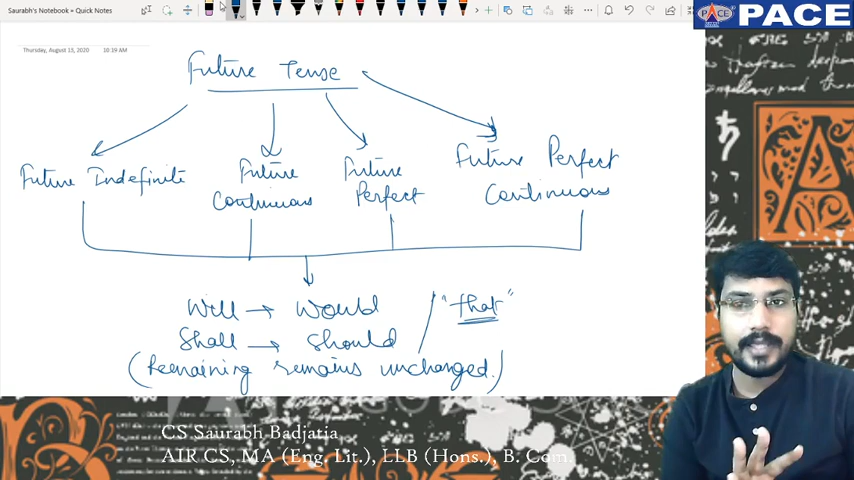 Saurabh's Notebook » Quick Notes
PACE
PACE
Thursday, August 13, 2020 10:19 AM
Future Tense
Future Indefinite
Future
Continuous
Future
Perfect
Future Perfect
Continuous
Will → Would / "that"
Shall → Should
(Remaining remains unchanged.)
CS Saurabh Badjatia
AIR CS, MA (Eng. Lit.), LLB (Hons.), B. Com.
A